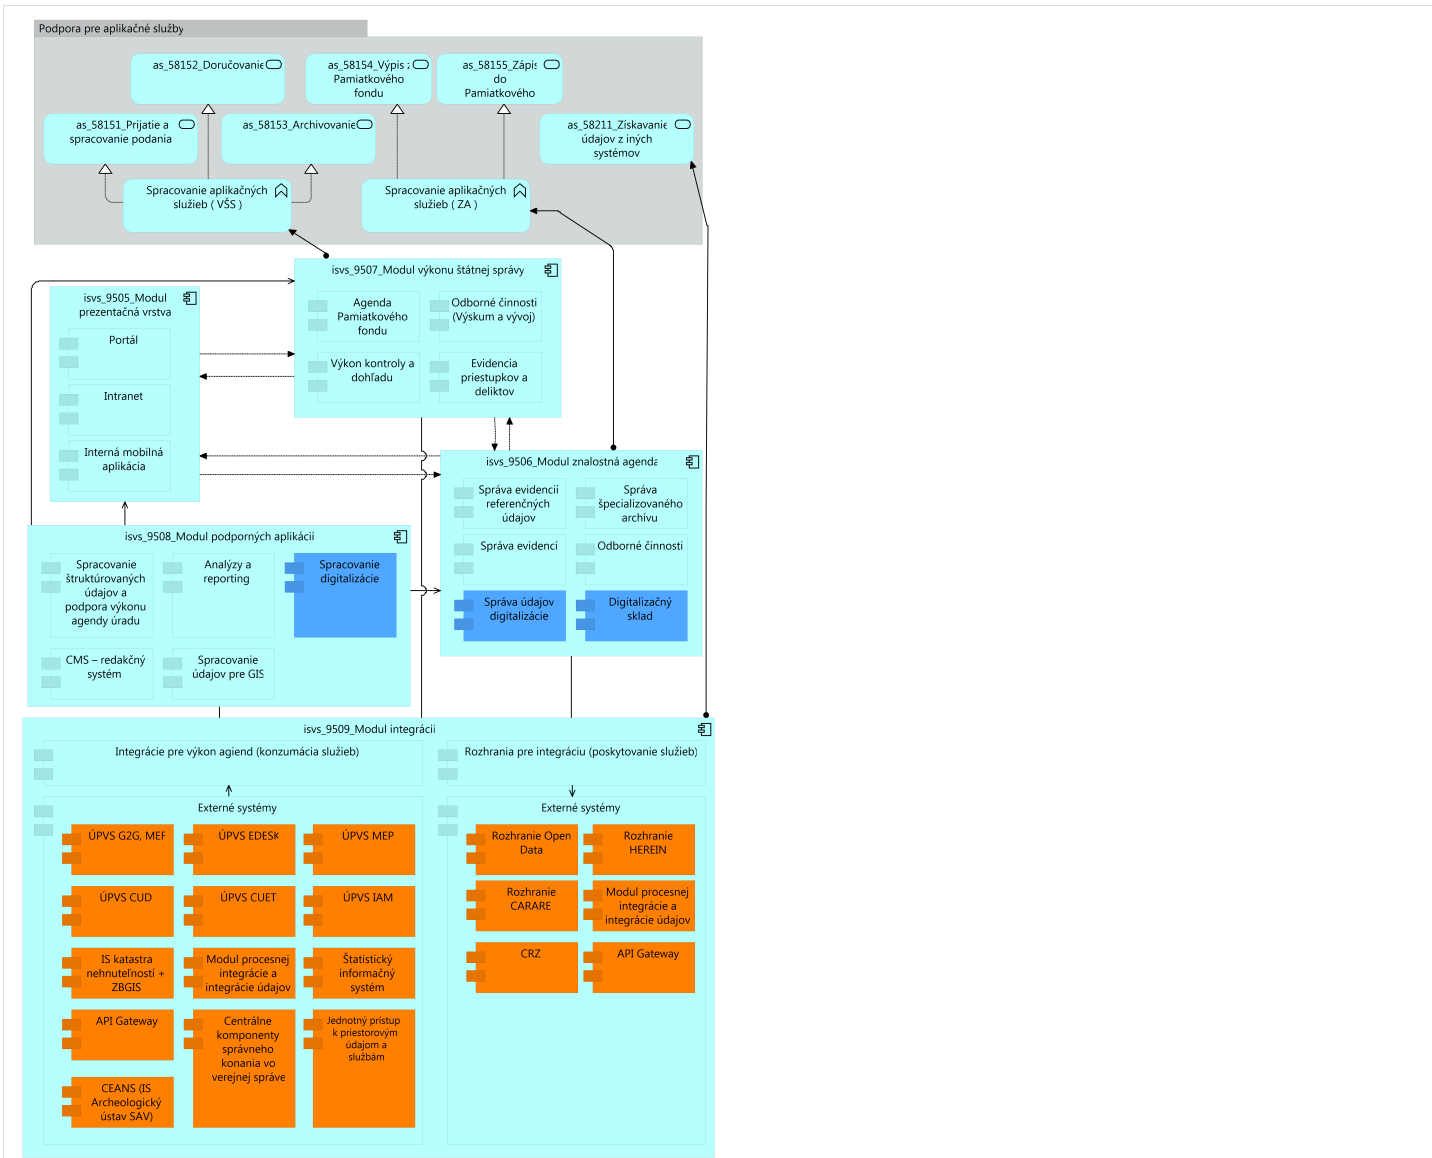 Podpora pre aplikačné služby
as_58152_Doručovanie
as_58154_Výpis z
Pamiatkového
fondu
as_58155_Zápis
do
Pamiatkového
as_58151_Prijatie a
spracovanie podania
as_58153_Archivovanie
as_58211_Získavanie
údajov z iných
systémov
Spracovanie aplikačných
služieb ( VŠS )
Spracovanie aplikačných
služieb ( ZA )
isvs_9507_Modul výkonu štátnej správy
Agenda
Pamiatkového
fondu
Odborné činnosti
(Výskum a vývoj)
Výkon kontroly a
dohľadu
Evidencia
priestupkov a
deliktov
isvs_9505_Modul
prezentačná vrstva
Portál
Intranet
Interná mobilná
aplikácia
isvs_9506_Modul znalostná agenda
Správa evidencií
referenčných
údajov
Správa
špecializovaného
archívu
Správa evidencí
Odborné činnosti
Správa údajov
digitalizácie
Digitalizačný
sklad
isvs_9508_Modul podporných aplikácií
Spracovanie
štruktúrovaných
údajov a
podpora výkonu
agendy úradu
Analýzy a
reporting
Spracovanie
digitalizácie
CMS – redakčný
systém
Spracovanie
údajov pre GIS
isvs_9509_Modul integrácií
Integrácie pre výkon agiend (konzumácia služieb)
Rozhrania pre integráciu (poskytovanie služieb)
Externé systémy
ÚPVS G2G, MEF
ÚPVS EDESK
ÚPVS MEP
ÚPVS CUD
ÚPVS CUET
ÚPVS IAM
IS katastra
nehnuteľností +
ZBGIS
Modul procesnej
integrácie a
integrácie údajov
Štatistický
informačný
systém
API Gateway
Centrálne
komponenty
správneho
konania vo
verejnej správe
Jednotný prístup
k priestorovým
údajom a
službám
CEANS (IS
Archeologický
ústav SAV)
Externé systémy
Rozhranie Open
Data
Rozhranie
HEREIN
Rozhranie
CARARE
Modul procesnej
integrácie a
integrácie údajov
CRZ
API Gateway